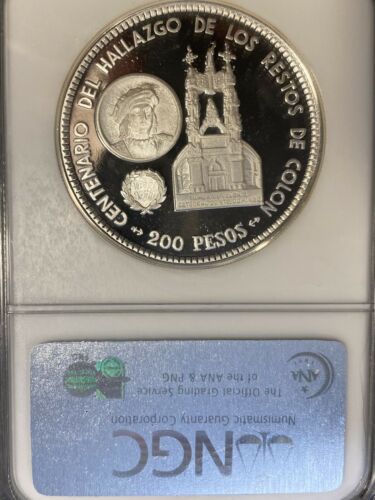 CENTENARIO DEL HALLAZGO DE LOS RESTOS DE COLON
200 PESOS
NGC
Numismatic Guaranty Corporation
The Official Grading Service
of the ANA & PNG
ANA